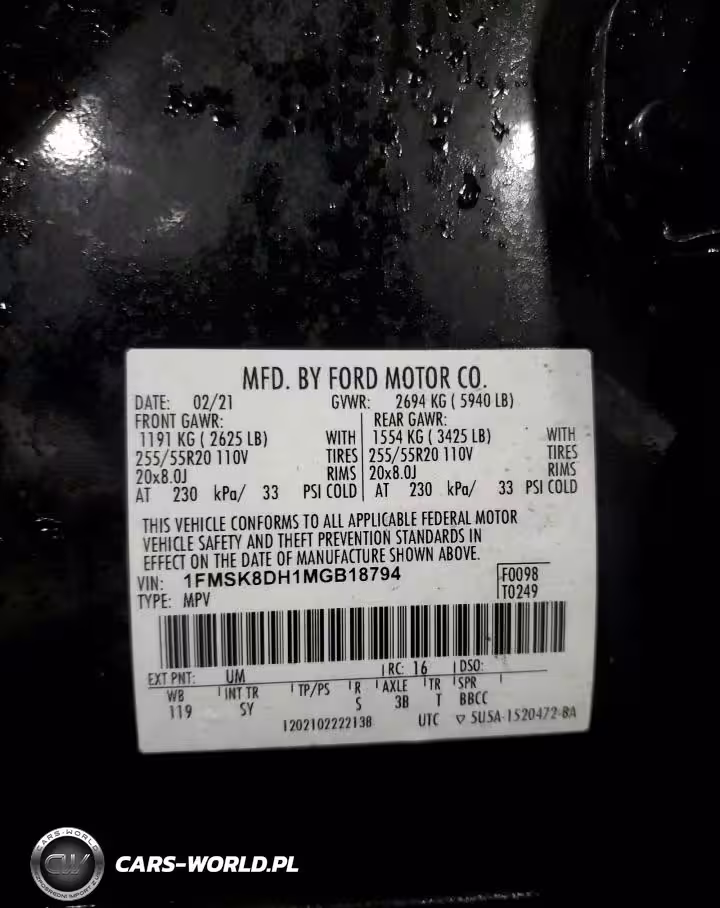 MFD. BY FORD MOTOR CO.
DATE: 02/21 GVWR: 2694 KG ( 5940 LB)
FRONT GAWR: REAR GAWR:
1191 KG ( 2625 LB) WITH 1554 KG ( 3425 LB) WITH
255/55R20 110V TIRES 255/55R20 110V TIRES
20x8.0J RIMS 20x8.0J RIMS
AT 230 kPa/ 33 PSI COLD AT 230 kPa/ 33 PSI COLD
THIS VEHICLE CONFORMS TO ALL APPLICABLE FEDERAL MOTOR
VEHICLE SAFETY AND THEFT PREVENTION STANDARDS IN
EFFECT ON THE DATE OF MANUFACTURE SHOWN ABOVE.
VIN: 1FMSK8DH1MGB18794 F0098
TYPE: MPV T0249
EXT PNT: UM RC: 16 DSO:
WB INT TR TP/PS R AXLE TR SPR
119 SY S 3B T BBCC
1202102222138 UTC ▽ 5U5A-1520472-BA
CARS-WORLD
CW
CARS-WORLD.PL